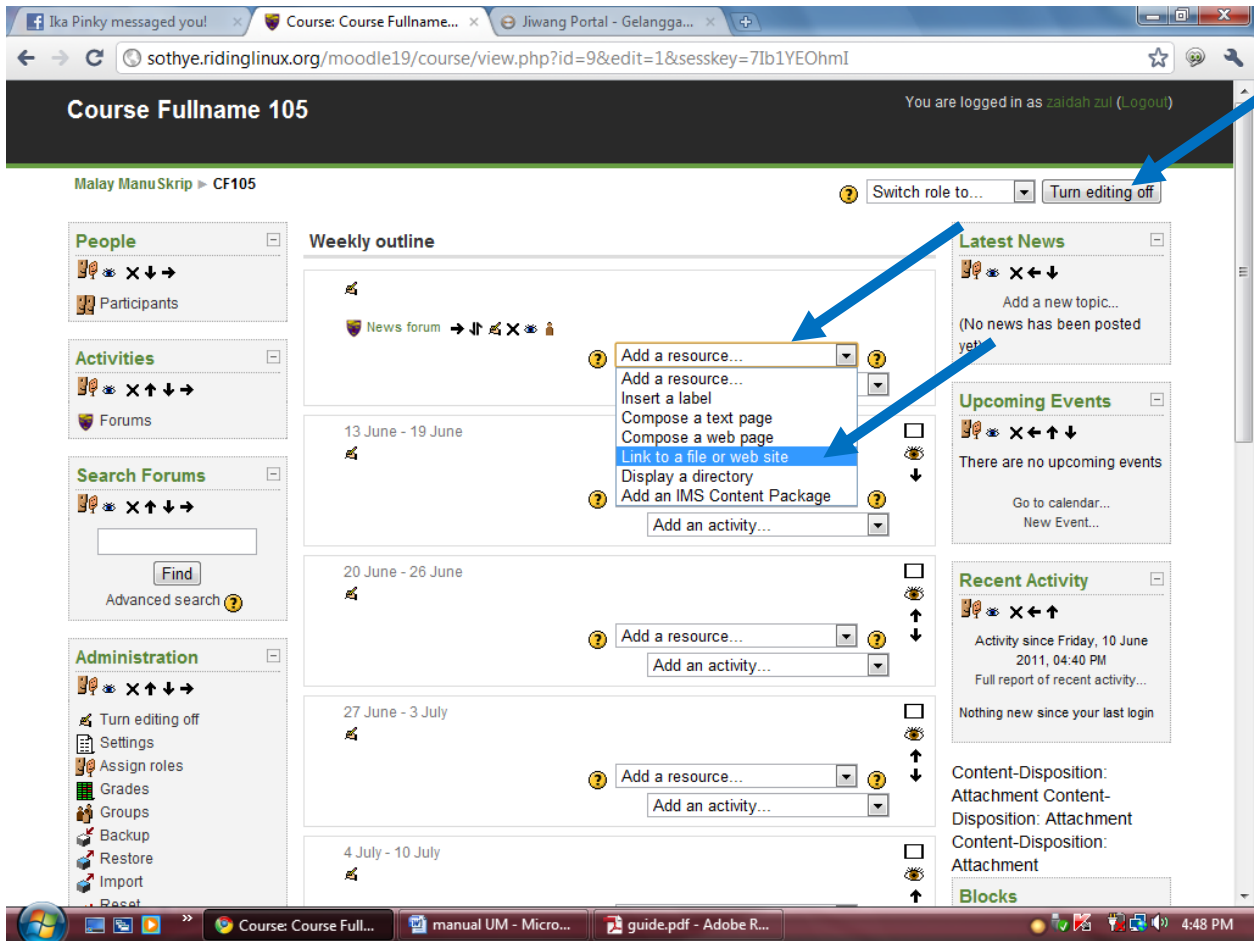 Ika Pinky messaged you!
Course: Course Fullname...
Jiwang Portal - Gelangga...
sothye.ridinglinux.org/moodle19/course/view.php?id=9&edit=1&sesskey=7Ib1YEOhmI
Course Fullname 105
You are logged in as zaidah zul (Logout)
Malay ManuSkrip ► CF105
Switch role to...
Turn editing off
People
Participants
Activities
Forums
Search Forums
Find
Advanced search
Administration
Turn editing off
Settings
Assign roles
Grades
Groups
Backup
Restore
Import
Reset
Weekly outline
News forum
Add a resource...
Add a resource...
Insert a label
Compose a text page
Compose a web page
Link to a file or web site
Display a directory
Add an IMS Content Package
13 June - 19 June
Add an activity...
20 June - 26 June
Add a resource...
Add an activity...
27 June - 3 July
Add a resource...
Add an activity...
4 July - 10 July
Latest News
Add a new topic...
(No news has been posted
yet)
Upcoming Events
There are no upcoming events
Go to calendar...
New Event...
Recent Activity
Activity since Friday, 10 June
2011, 04:40 PM
Full report of recent activity...
Nothing new since your last login
Content-Disposition:
Attachment Content-
Disposition: Attachment
Content-Disposition:
Attachment
Blocks
Course: Course Full...
manual UM - Micro...
guide.pdf - Adobe R...
4:48 PM